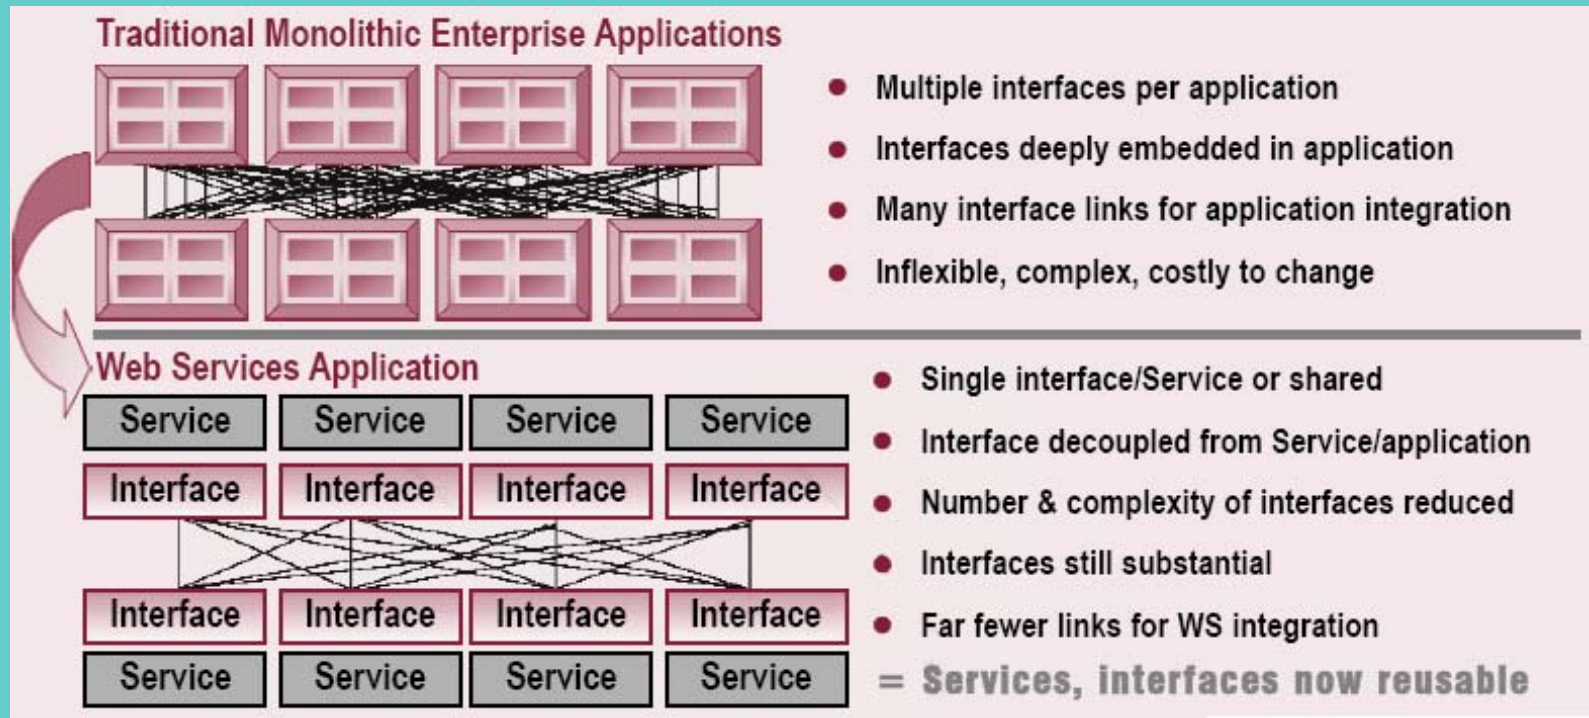 Traditional Monolithic Enterprise Applications
Multiple interfaces per application
Interfaces deeply embedded in application
Many interface links for application integration
Inflexible, complex, costly to change
Web Services Application
Service Service Service Service
Interface Interface Interface Interface
Interface Interface Interface Interface
Service Service Service Service
Single interface/Service or shared
Interface decoupled from Service/application
Number & complexity of interfaces reduced
Interfaces still substantial
Far fewer links for WS integration
= Services, interfaces now reusable